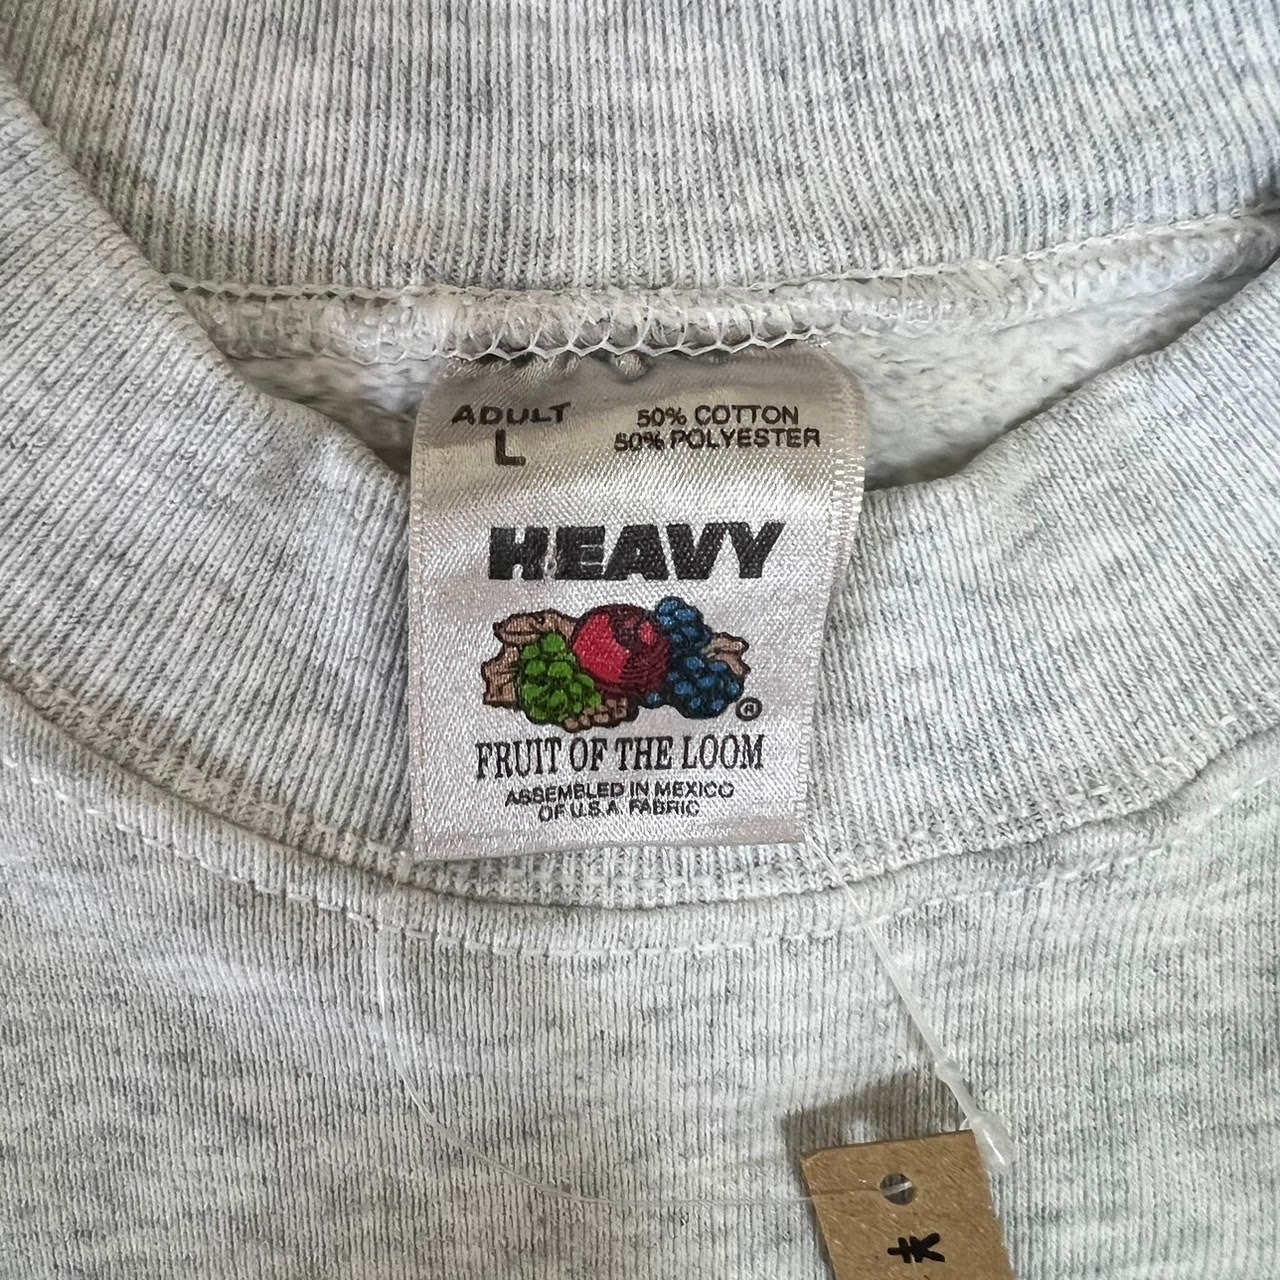 ADULT
L
50% COTTON
50% POLYESTER
HEAVY
®
FRUIT OF THE LOOM
ASSEMBLED IN MEXICO
OF U.S.A. FABRIC